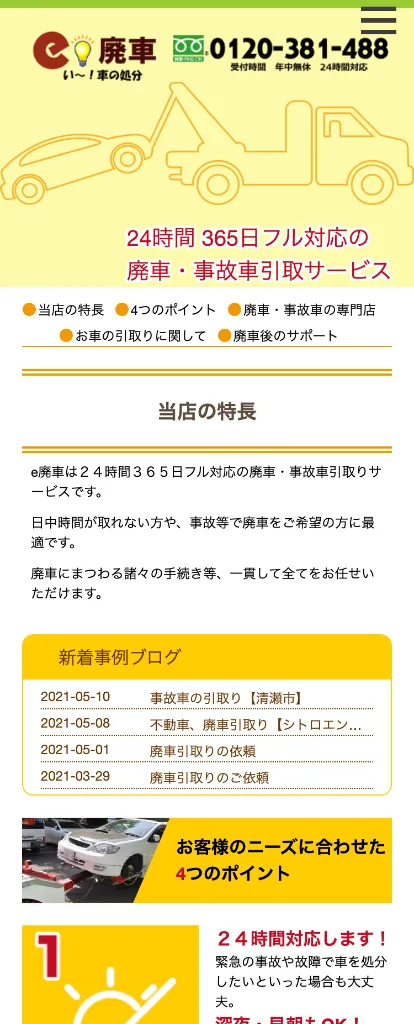 e廃車
い〜！車の処分
0120-381-488
受付時間　年中無休　24時間対応
24時間 365日フル対応の
廃車・事故車引取サービス
当店の特長 4つのポイント 廃車・事故車の専門店
お車の引取りに関して 廃車後のサポート
当店の特長
e廃車は２４時間３６５日フル対応の廃車・事故車引取りサ
ービスです。
日中時間が取れない方や、事故等で廃車をご希望の方に最
適です。
廃車にまつわる諸々の手続き等、一貫して全てをお任せい
ただけます。
新着事例ブログ
2021-05-10 事故車の引取り【清瀬市】
2021-05-08 不動車、廃車引取り【シトロエン...
2021-05-01 廃車引取りの依頼
2021-03-29 廃車引取りのご依頼
お客様のニーズに合わせた
4つのポイント
1
２４時間対応します！
緊急の事故や故障で車を処分
したいといった場合も大丈
夫。
深夜・早朝もOK！